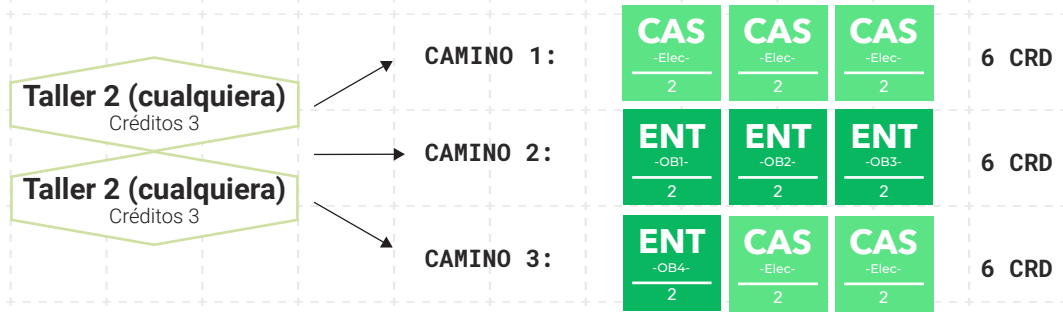 Taller 2 (cualquiera)
Créditos 3
Taller 2 (cualquiera)
Créditos 3
CAMINO 1:
CAS CAS CAS
-Elec- -Elec- -Elec-
2 2 2
6 CRD
CAMINO 2:
ENT ENT ENT
-OB1- -OB2- -OB3-
2 2 2
6 CRD
CAMINO 3:
ENT CAS CAS
-OB4- -Elec- -Elec-
2 2 2
6 CRD